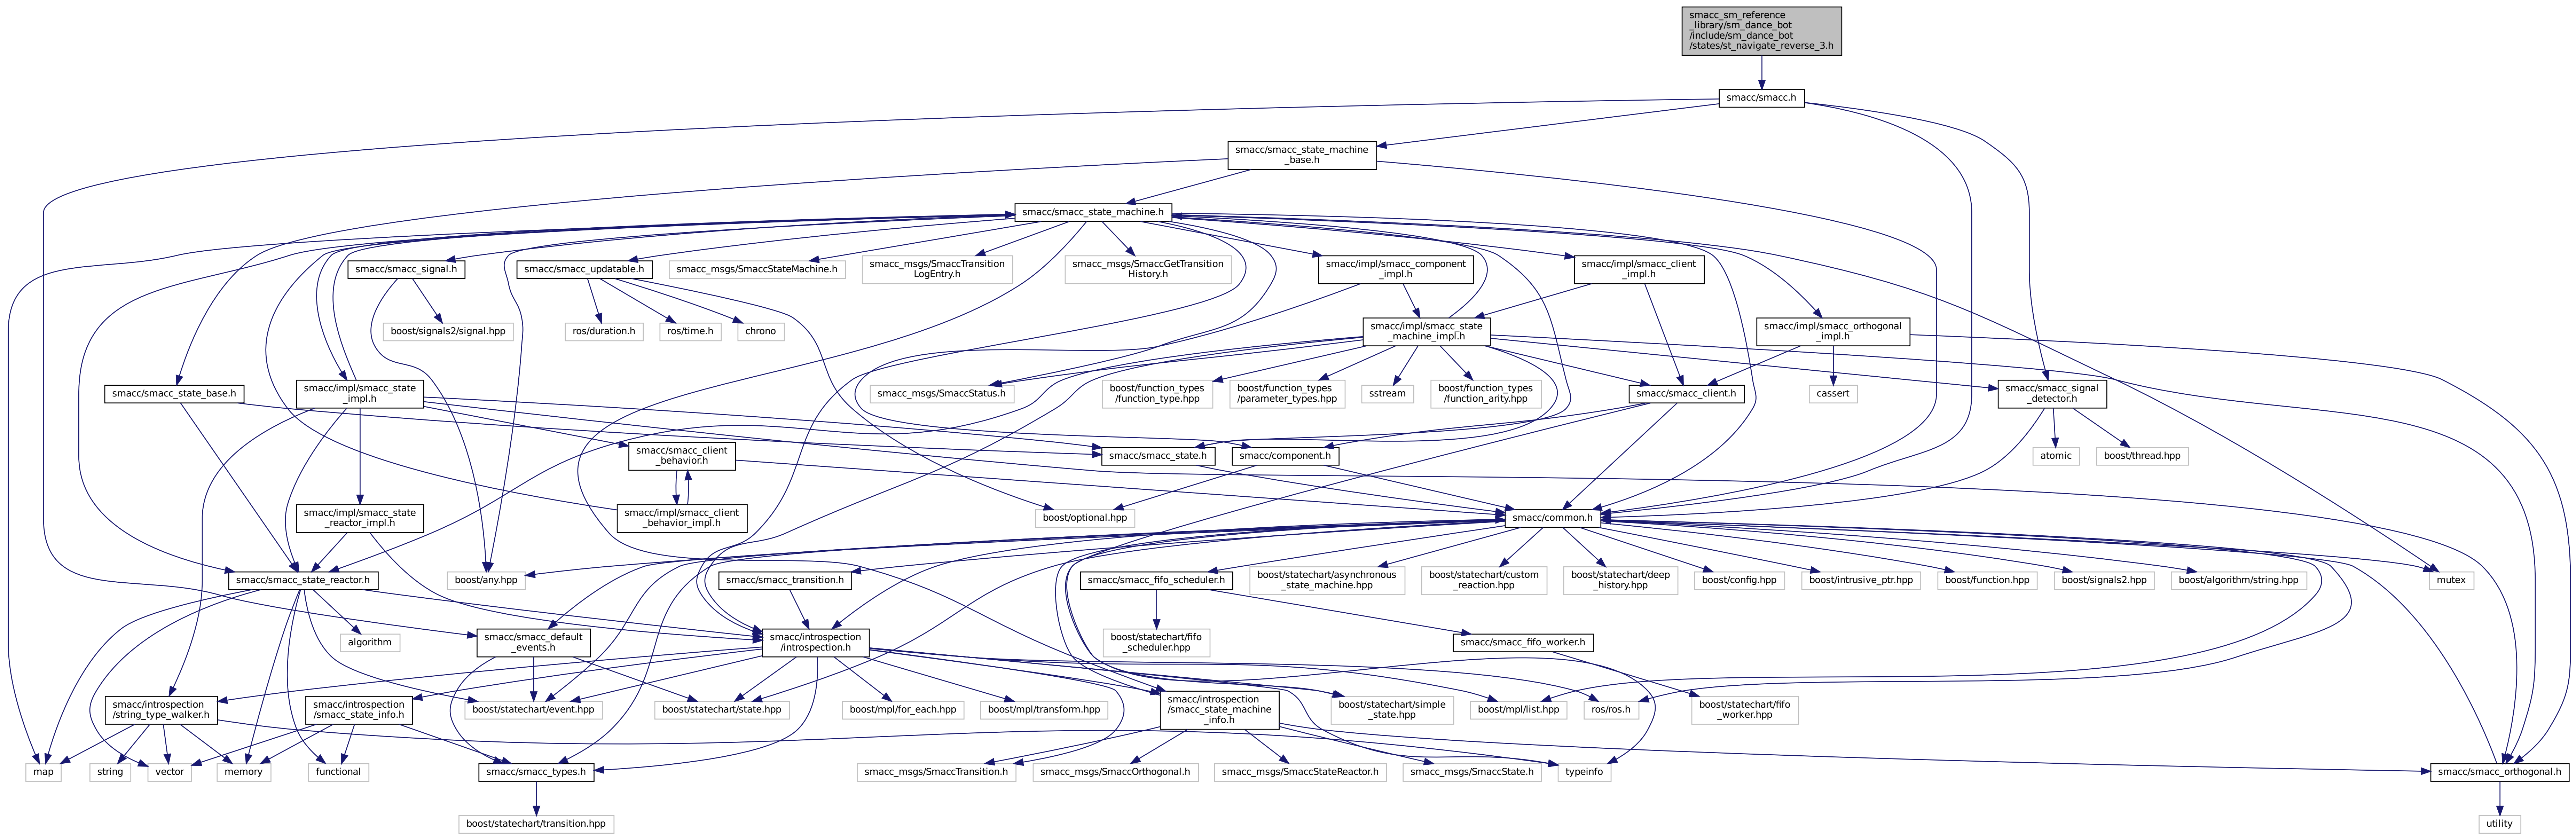 smacc_sm_reference
_library/sm_dance_bot
/include/sm_dance_bot
/states/st_navigate_reverse_3.h
smacc/smacc.h
smacc/smacc_state_machine
_base.h
smacc/smacc_state_machine.h
smacc/smacc_signal.h
smacc/smacc_updatable.h
smacc_msgs/SmaccStateMachine.h
smacc_msgs/SmaccTransition
LogEntry.h
smacc_msgs/SmaccGetTransition
History.h
smacc/impl/smacc_component
_impl.h
smacc/impl/smacc_client
_impl.h
boost/signals2/signal.hpp
ros/duration.h
ros/time.h
chrono
smacc/impl/smacc_state
_machine_impl.h
smacc/impl/smacc_orthogonal
_impl.h
smacc/smacc_state_base.h
smacc/impl/smacc_state
_impl.h
smacc_msgs/SmaccStatus.h
boost/function_types
/function_type.hpp
boost/function_types
/parameter_types.hpp
sstream
boost/function_types
/function_arity.hpp
smacc/smacc_client.h
cassert
smacc/smacc_signal
_detector.h
smacc/smacc_client
_behavior.h
smacc/smacc_state.h
smacc/component.h
atomic
boost/thread.hpp
smacc/impl/smacc_state
_reactor_impl.h
smacc/impl/smacc_client
_behavior_impl.h
boost/optional.hpp
smacc/common.h
smacc/smacc_state_reactor.h
boost/any.hpp
smacc/smacc_transition.h
smacc/smacc_fifo_scheduler.h
boost/statechart/asynchronous
_state_machine.hpp
boost/statechart/custom
_reaction.hpp
boost/statechart/deep
_history.hpp
boost/config.hpp
boost/intrusive_ptr.hpp
boost/function.hpp
boost/signals2.hpp
boost/algorithm/string.hpp
mutex
algorithm
smacc/smacc_default
_events.h
smacc/introspection
/introspection.h
boost/statechart/fifo
_scheduler.hpp
smacc/smacc_fifo_worker.h
smacc/introspection
/string_type_walker.h
smacc/introspection
/smacc_state_info.h
boost/statechart/event.hpp
boost/statechart/state.hpp
boost/mpl/for_each.hpp
boost/mpl/transform.hpp
smacc/introspection
/smacc_state_machine
_info.h
boost/statechart/simple
_state.hpp
boost/mpl/list.hpp
ros/ros.h
boost/statechart/fifo
_worker.hpp
map
string
vector
memory
functional
smacc/smacc_types.h
smacc_msgs/SmaccTransition.h
smacc_msgs/SmaccOrthogonal.h
smacc_msgs/SmaccStateReactor.h
smacc_msgs/SmaccState.h
typeinfo
smacc/smacc_orthogonal.h
boost/statechart/transition.hpp
utility